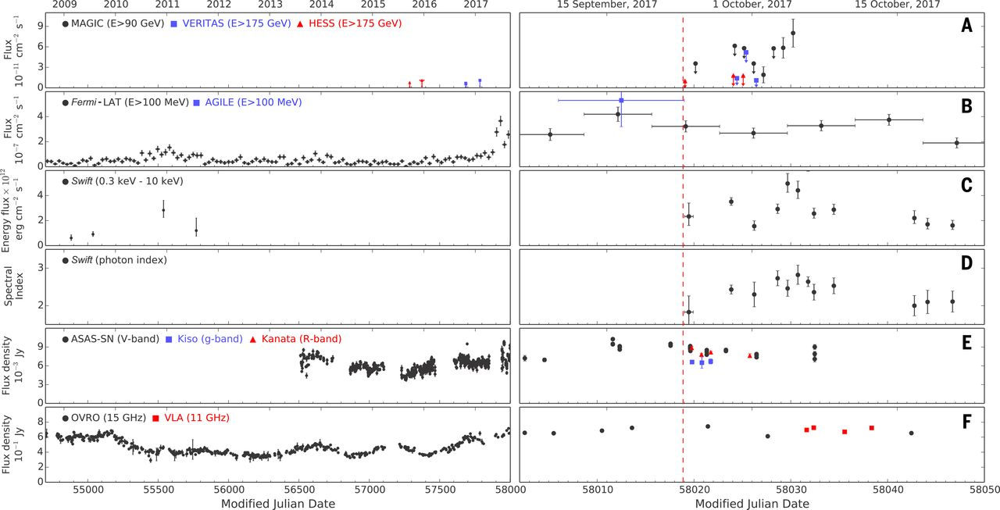 2009 2010 2011 2012 2013 2014 2015 2016 2017
15 September, 2017 1 October, 2017 15 October, 2017
A
MAGIC (E>90 GeV) VERITAS (E>175 GeV) HESS (E>175 GeV)
Flux
10⁻¹¹ cm⁻² s⁻¹
9
6
3
0
B
Fermi-LAT (E>100 MeV) AGILE (E>100 MeV)
Flux
10⁻⁷ cm⁻² s⁻¹
4
2
0
C
Swift (0.3 keV - 10 keV)
Energy flux × 10¹²
erg cm⁻² s⁻¹
4
2
0
D
Swift (photon index)
Spectral
Index
3
2
E
ASAS-SN (V-band) Kiso (g-band) Kanata (R-band)
Flux density
10⁻³ Jy
9
6
3
0
F
OVRO (15 GHz) VLA (11 GHz)
Flux density
10⁻¹ Jy
8
6
4
2
0
55000 55500 56000 56500 57000 57500 58000 58010 58020 58030 58040 58050
Modified Julian Date Modified Julian Date